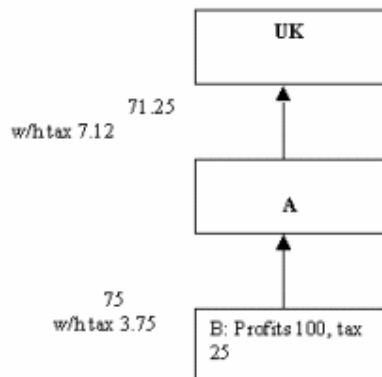 UK
71.25
w/h tax 7.12
A
75
w/h tax 3.75
B: Profits 100, tax
25